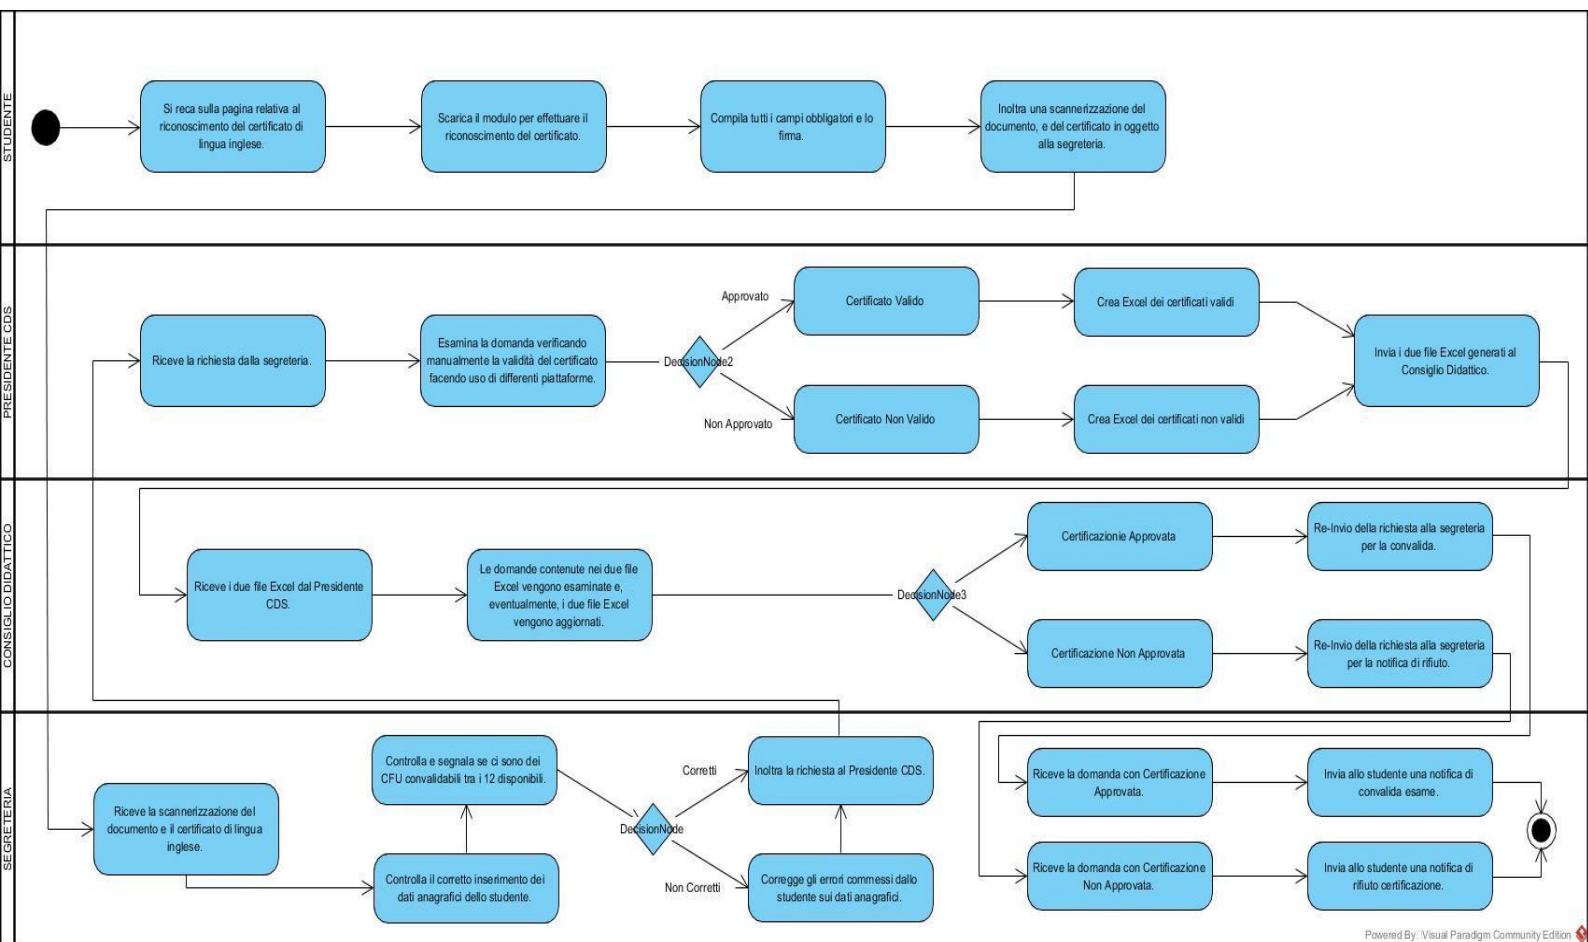 STUDENTE
Si reca sulla pagina relativa al
riconoscimento del certificato di
lingua inglese.
Scarica il modulo per effettuare il
riconoscimento del certificato.
Compila tutti i campi obbligatori e lo
firma.
Inoltra una scannerizzazione del
documento, e del certificato in oggetto
alla segreteria.
PRESIDENTE CDS
Riceve la richiesta dalla segreteria.
Esamina la domanda verificando
manualmente la validità del certificato
facendo uso di differenti piattaforme.
DecisionNode2
Approvato
Non Approvato
Certificato Valido
Crea Excel dei certificati validi
Certificato Non Valido
Crea Excel dei certificati non validi
Invia i due file Excel generati al
Consiglio Didattico.
CONSIGLIO DIDATTICO
Riceve i due file Excel dal Presidente
CDS.
Le domande contenute nei due file
Excel vengono esaminate e,
eventualmente, i due file Excel
vengono aggiornati.
DecisionNode3
Certificazionie Approvata
Re-Invio della richiesta alla segreteria
per la convalida.
Certificazione Non Approvata
Re-Invio della richiesta alla segreteria
per la notifica di rifiuto.
SEGRETERIA
Riceve la scannerizzazione del
documento e il certificato di lingua
inglese.
Controlla e segnala se ci sono dei
CFU convalidabili tra i 12 disponibili.
Controlla il corretto inserimento dei
dati anagrafici dello studente.
DecisionNode
Corretti
Non Corretti
Inoltra la richiesta al Presidente CDS.
Corregge gli errori commessi dallo
studente sui dati anagrafici.
Riceve la domanda con Certificazione
Approvata.
Invia allo studente una notifica di
convalida esame.
Riceve la domanda con Certificazione
Non Approvata.
Invia allo studente una notifica di
rifiuto certificazione.
Powered By Visual Paradigm Community Edition